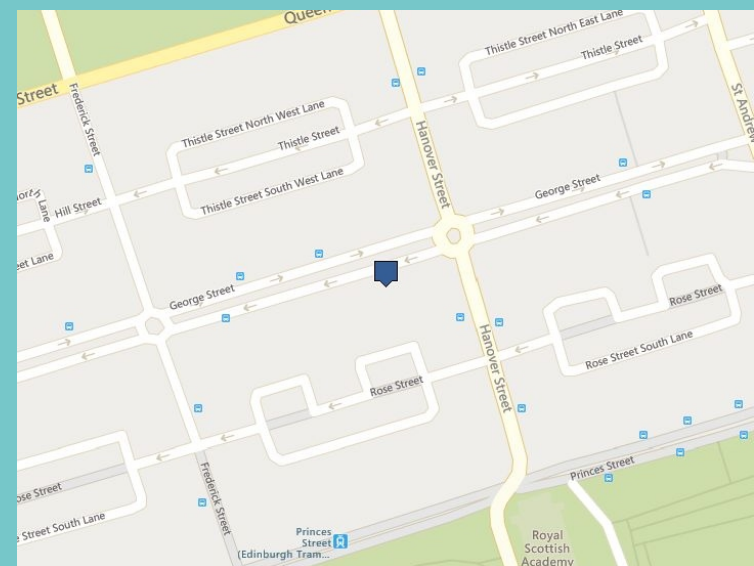 Queen
Street
Frederick Street
Thistle Street North East Lane
Thistle Street
Thistle Street North West Lane
Thistle Street
Thistle Street South West Lane
Hanover Street
St Andrew
Hill Street
Lane
eet Lane
George Street
George Street
Rose Street
Rose Street South Lane
Hanover Street
Rose Street
Frederick Street
ose Street
Street South Lane
Princes Street
Princes
Street
(Edinburgh Tram...
Royal
Scottish
Academy